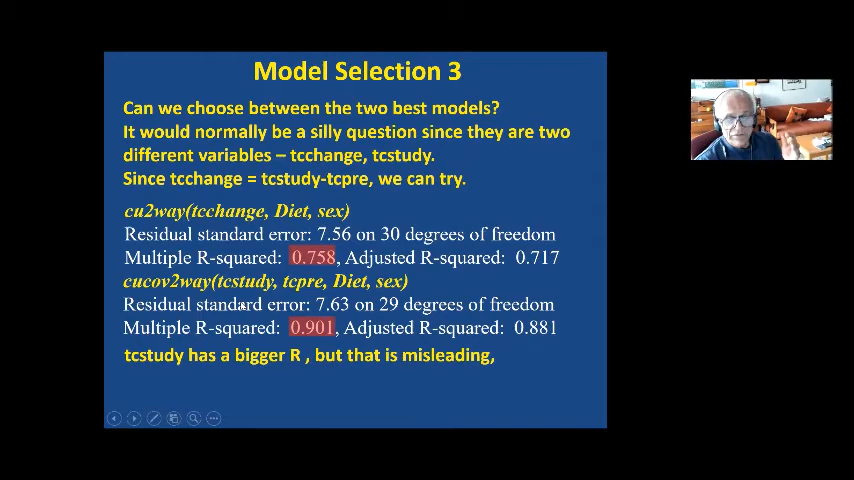 Model Selection 3
Can we choose between the two best models?
It would normally be a silly question since they are two
different variables – tcchange, tcstudy.
Since tcchange = tcstudy-tcpre, we can try.
cu2way(tcchange, Diet, sex)
Residual standard error: 7.56 on 30 degrees of freedom
Multiple R-squared: 0.758, Adjusted R-squared: 0.717
cucov2way(tcstudy, tcpre, Diet, sex)
Residual standard error: 7.63 on 29 degrees of freedom
Multiple R-squared: 0.901, Adjusted R-squared: 0.881
tcstudy has a bigger R , but that is misleading,